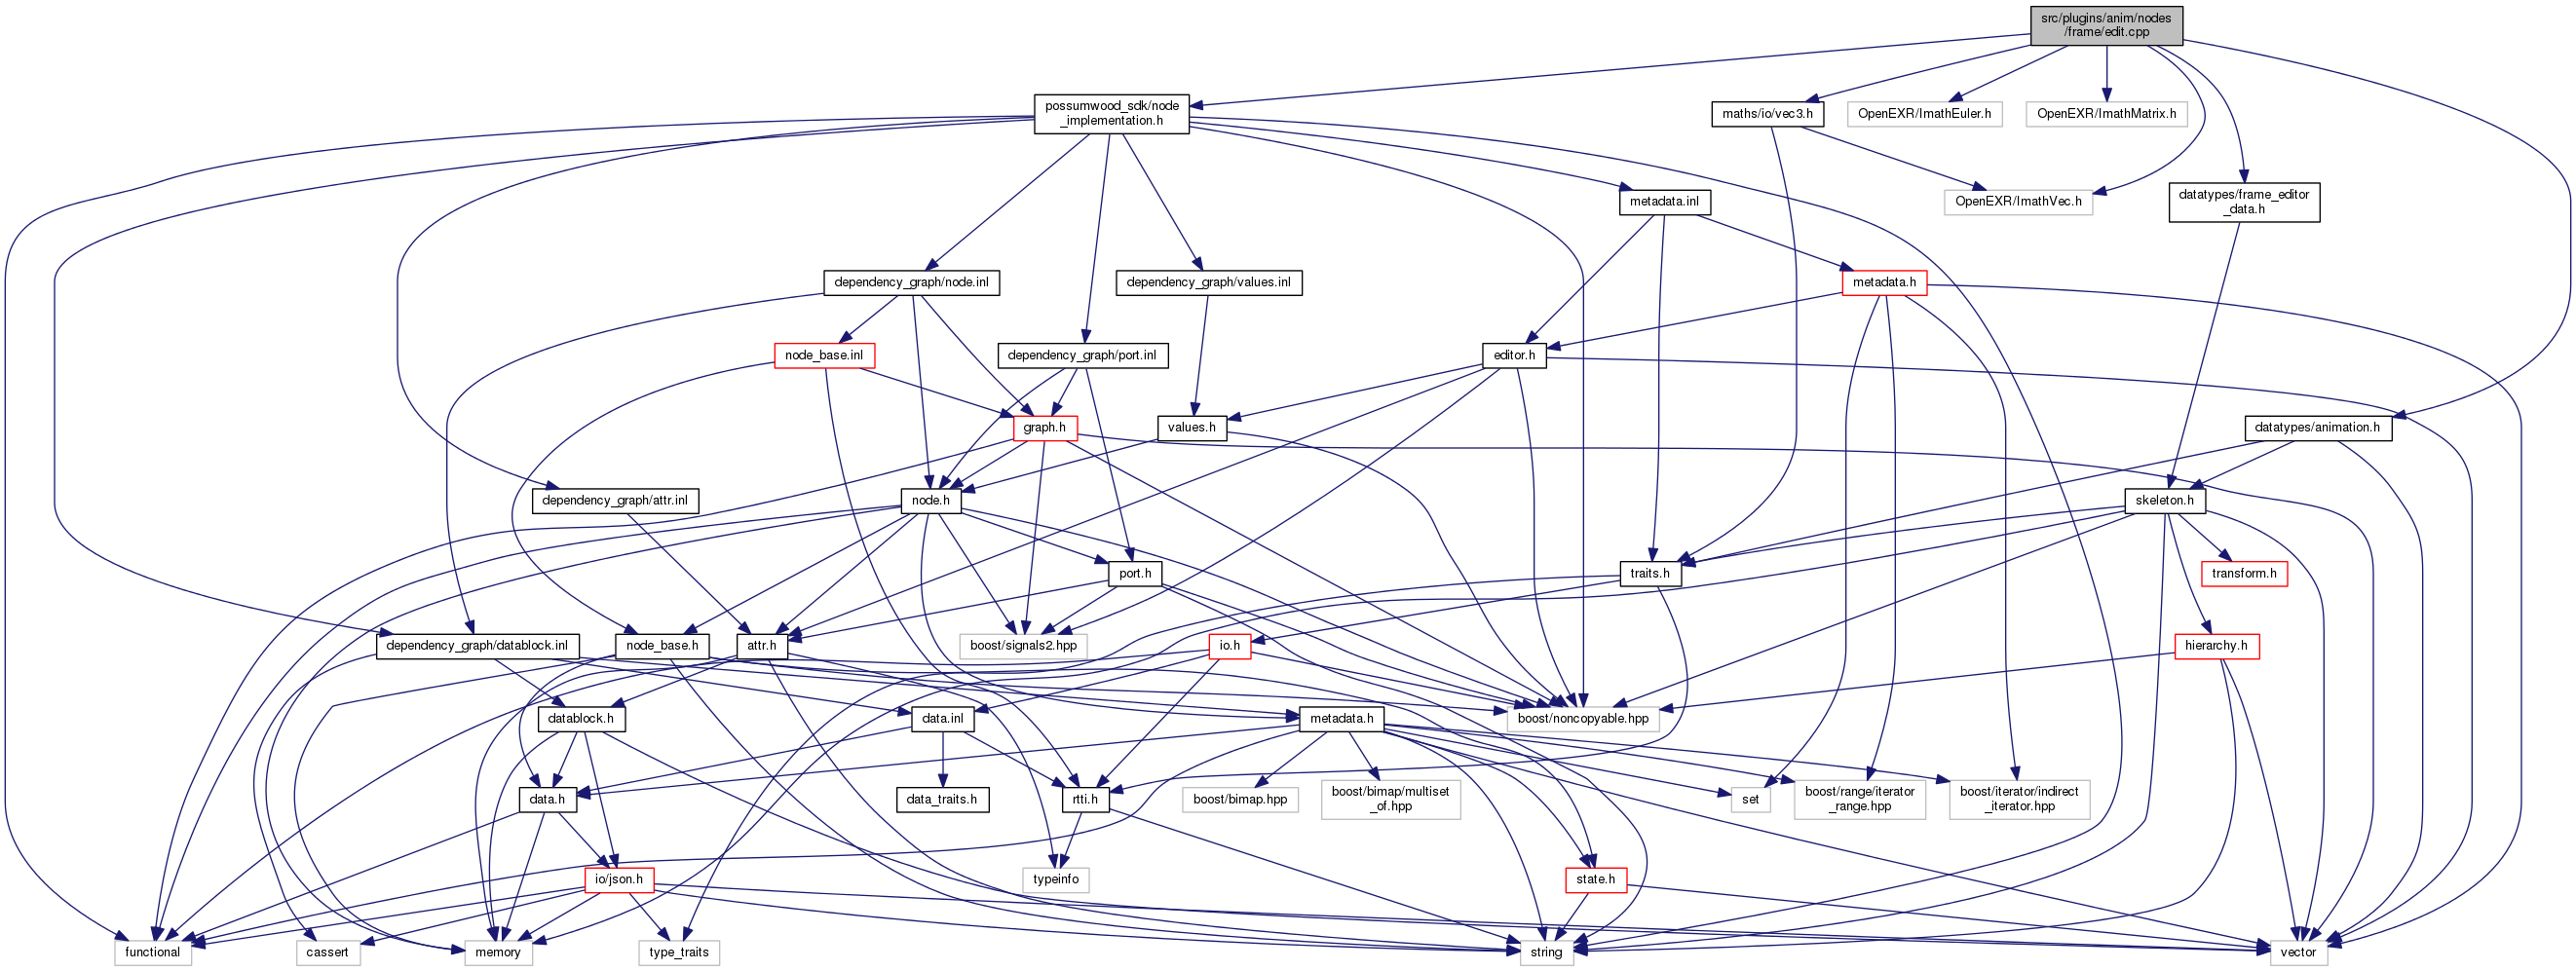 src/plugins/anim/nodes
/frame/edit.cpp
possumwood_sdk/node
_implementation.h
maths/io/vec3.h
OpenEXR/ImathEuler.h
OpenEXR/ImathMatrix.h
metadata.inl
OpenEXR/ImathVec.h
datatypes/frame_editor
_data.h
dependency_graph/node.inl
dependency_graph/values.inl
metadata.h
node_base.inl
dependency_graph/port.inl
editor.h
graph.h
values.h
datatypes/animation.h
dependency_graph/attr.inl
node.h
skeleton.h
port.h
traits.h
transform.h
dependency_graph/datablock.inl
node_base.h
attr.h
boost/signals2.hpp
io.h
hierarchy.h
datablock.h
data.inl
metadata.h
boost/noncopyable.hpp
data.h
data_traits.h
rtti.h
boost/bimap.hpp
boost/bimap/multiset
_of.hpp
set
boost/range/iterator
_range.hpp
boost/iterator/indirect
_iterator.hpp
io/json.h
typeinfo
state.h
functional
cassert
memory
type_traits
string
vector